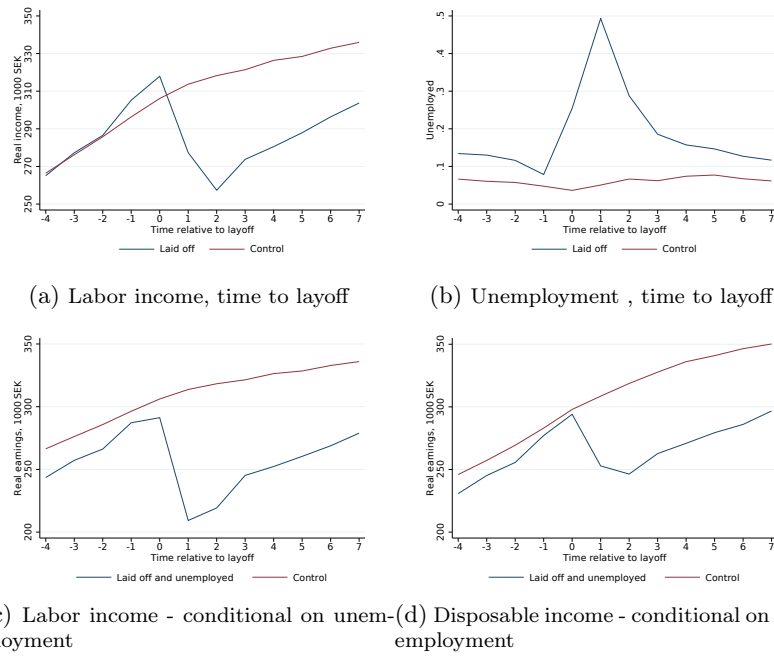 350
330
310
290
270
250
Real income, 1000 SEK
-4 -3 -2 -1 0 1 2 3 4 5 6 7
Time relative to layoff
Laid off Control
(a) Labor income, time to layoff
.5
.4
.3
.2
.1
0
Unemployed
-4 -3 -2 -1 0 1 2 3 4 5 6 7
Time relative to layoff
Laid off Control
(b) Unemployment , time to layoff
350
300
250
200
Real earnings, 1000 SEK
-4 -3 -2 -1 0 1 2 3 4 5 6 7
Time relative to layoff
Laid off and unemployed Control
) Labor income - conditional on unem-
oyment
350
300
250
200
Real earnings, 1000 SEK
-4 -3 -2 -1 0 1 2 3 4 5 6 7
Time relative to layoff
Laid off and unemployed Control
(d) Disposable income - conditional on
employment